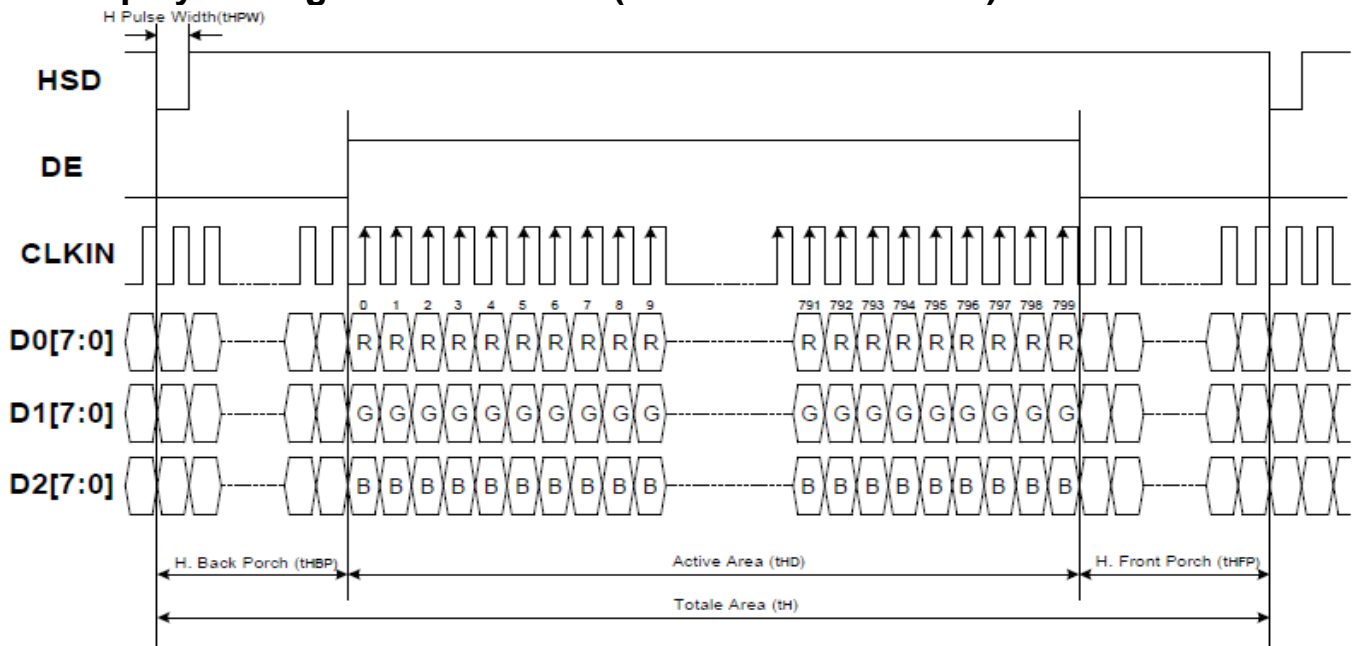 H Pulse Width(tHPW)
HSD
DE
CLKIN
0 1 2 3 4 5 6 7 8 9 791 792 793 794 795 796 797 798 799
D0[7:0] R R R R R R R R R R R R R R R R R R R
D1[7:0] G G G G G G G G G G G G G G G G G G G
D2[7:0] B B B B B B B B B B B B B B B B B B B
H. Back Porch (tHBP) Active Area (tHD) H. Front Porch (tHFP)
Totale Area (tH)